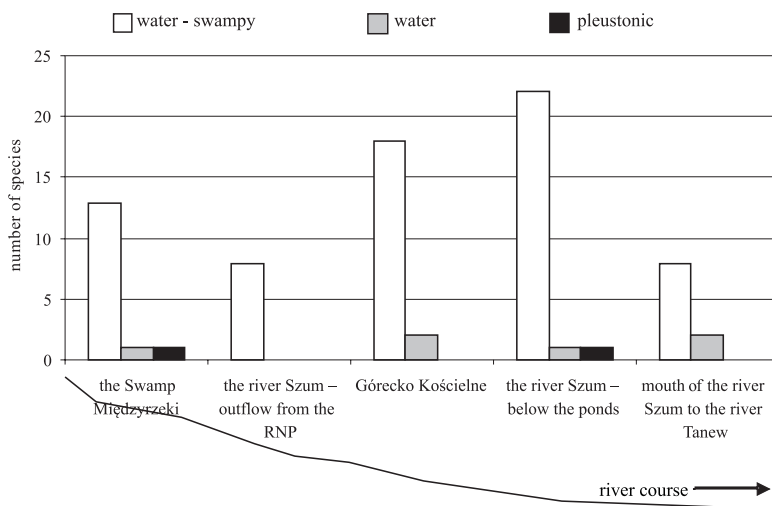 water - swampy water pleustonic
number of species
25
20
15
10
5
0
the Swamp
Międzyrzeki
the river Szum –
outflow from the
RNP
Górecko Kościelne
the river Szum –
below the ponds
mouth of the river
Szum to the river
Tanew
river course